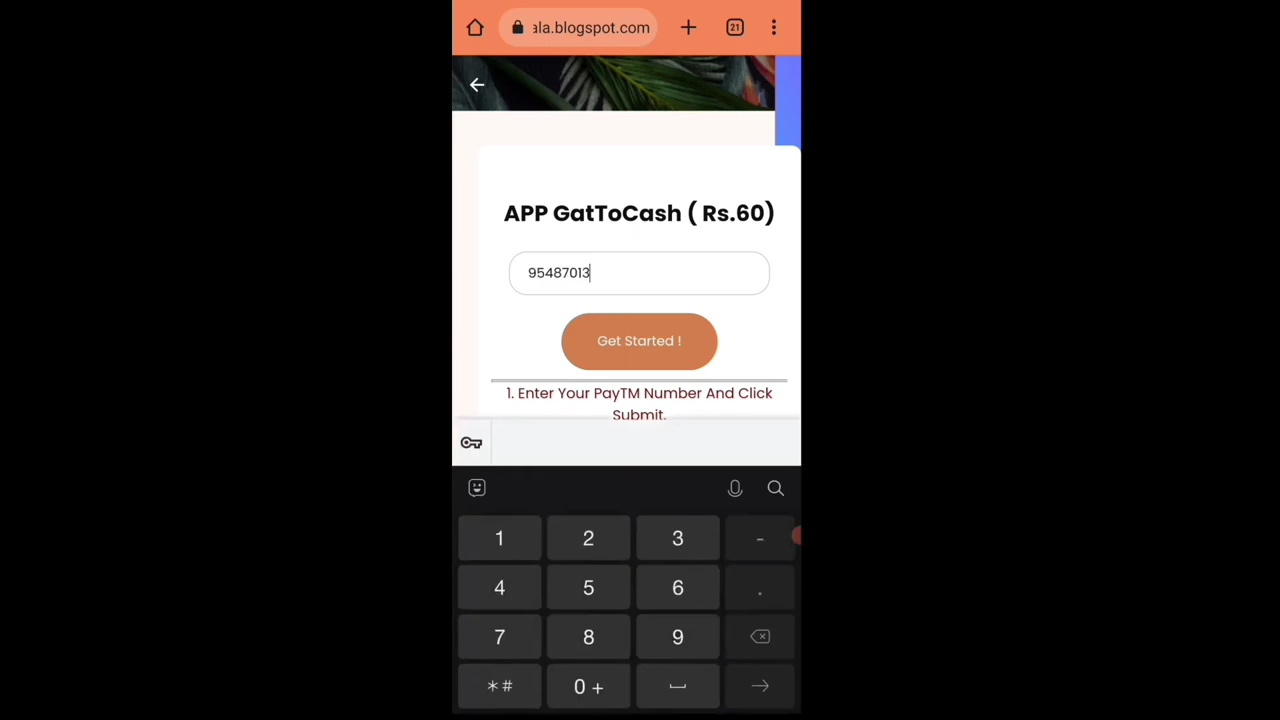 ala.blogspot.com
21
APP GatToCash ( Rs.60)
95487013
Get Started !
1. Enter Your PayTM Number And Click
Submit.
1 2 3 -
4 5 6 .
7 8 9
*# 0 +